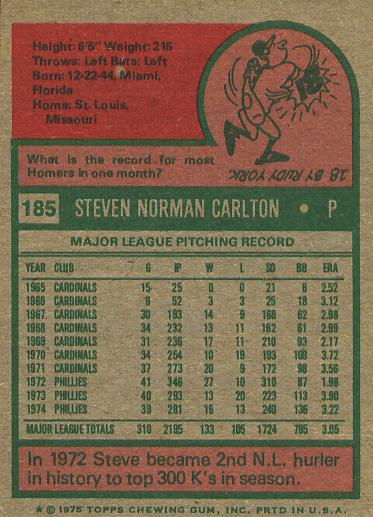 Height: 6'5" Weight: 215
Throws: Left Bats: Left
Born: 12-22-44, Miami,
Florida
Home: St. Louis,
Missouri
What is the record for most
Homers in one month?
18 BY RUDY YORK
185 STEVEN NORMAN CARLTON • P
MAJOR LEAGUE PITCHING RECORD
YEAR CLUB G IP W L SO BB ERA
1965 CARDINALS 15 25 0 0 21 8 2.52
1966 CARDINALS 9 52 3 3 25 18 3.12
1967 CARDINALS 30 193 14 9 168 62 2.98
1968 CARDINALS 34 232 13 11 162 61 2.99
1969 CARDINALS 31 236 17 11 210 93 2.17
1970 CARDINALS 34 254 10 19 193 109 3.72
1971 CARDINALS 37 273 20 9 172 98 3.56
1972 PHILLIES 41 346 27 10 310 87 1.98
1973 PHILLIES 40 293 13 20 223 113 3.90
1974 PHILLIES 39 291 16 13 240 136 3.22
MAJOR LEAGUE TOTALS 310 2195 133 105 1724 785 3.05
In 1972 Steve became 2nd N.L. hurler
in history to top 300 K's in season.
★ © 1975 TOPPS CHEWING GUM, INC. PRTD IN U.S.A.